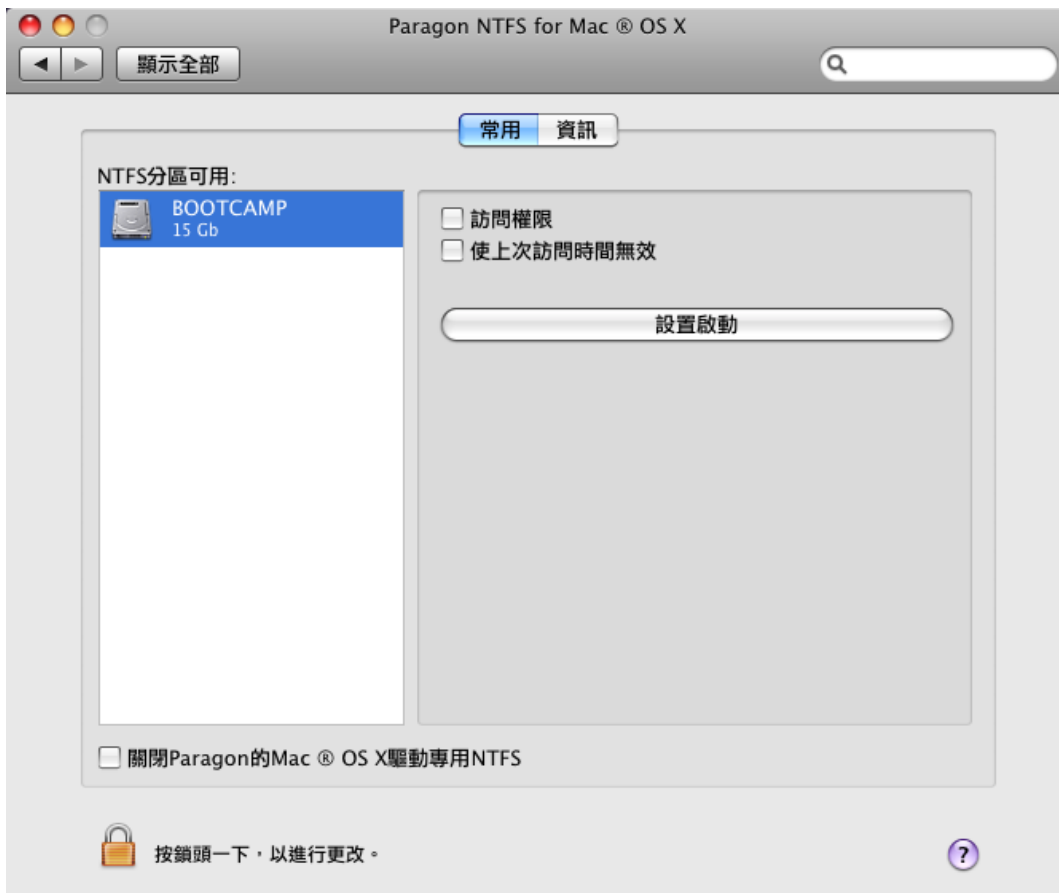 Paragon NTFS for Mac ® OS X
顯示全部
常用 資訊
NTFS分區可用:
BOOTCAMP
15 Gb
訪問權限
使上次訪問時間無效
設置啟動
關閉Paragon的Mac ® OS X驅動專用NTFS
按鎖頭一下，以進行更改。
?